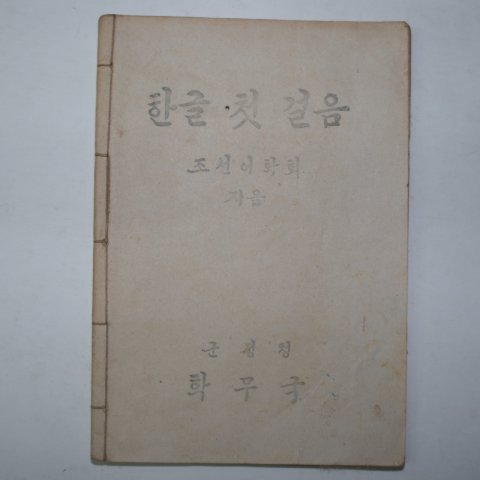 한글 첫 걸음
조선어학회
지음
군정청
학무국